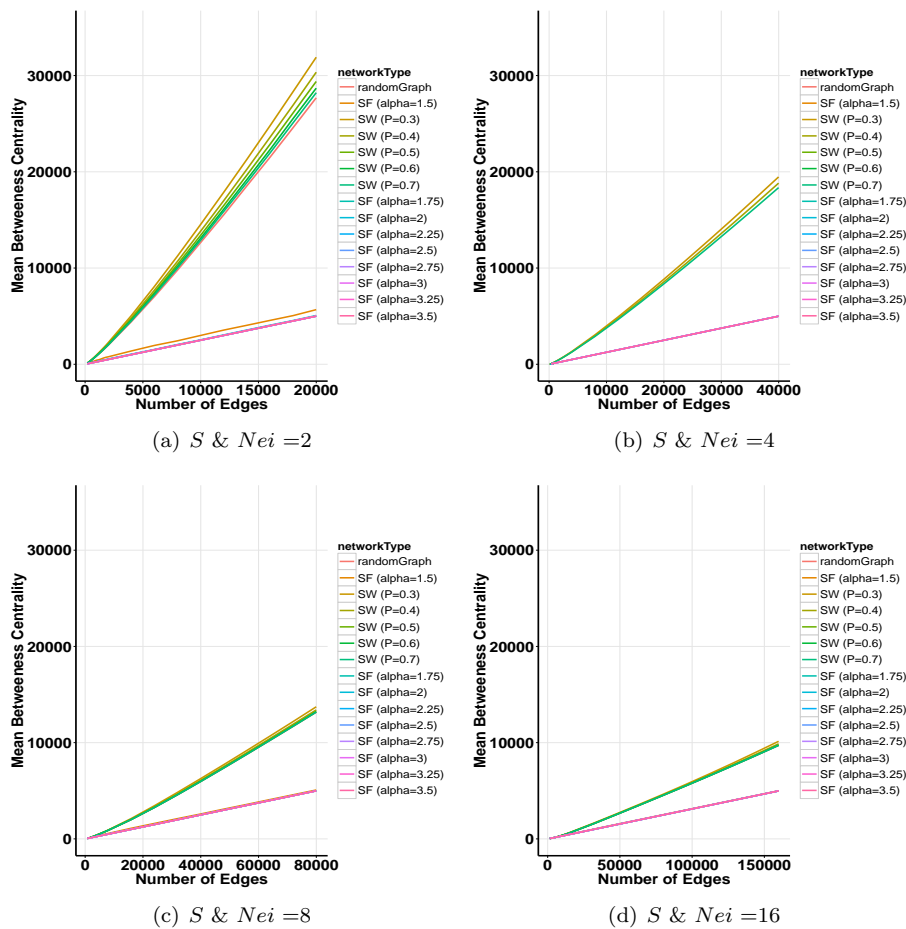 Mean Betweeness Centrality
30000
20000
10000
0
0 5000 10000 15000 20000
Number of Edges
networkType
randomGraph
SF (alpha=1.5)
SW (P=0.3)
SW (P=0.4)
SW (P=0.5)
SW (P=0.6)
SW (P=0.7)
SF (alpha=1.75)
SF (alpha=2)
SF (alpha=2.25)
SF (alpha=2.5)
SF (alpha=2.75)
SF (alpha=3)
SF (alpha=3.25)
SF (alpha=3.5)
(a) S & Nei =2
Mean Betweeness Centrality
30000
20000
10000
0
0 10000 20000 30000 40000
Number of Edges
networkType
randomGraph
SF (alpha=1.5)
SW (P=0.3)
SW (P=0.4)
SW (P=0.5)
SW (P=0.6)
SW (P=0.7)
SF (alpha=1.75)
SF (alpha=2)
SF (alpha=2.25)
SF (alpha=2.5)
SF (alpha=2.75)
SF (alpha=3)
SF (alpha=3.25)
SF (alpha=3.5)
(b) S & Nei =4
Mean Betweeness Centrality
30000
20000
10000
0
0 20000 40000 60000 80000
Number of Edges
networkType
randomGraph
SF (alpha=1.5)
SW (P=0.3)
SW (P=0.4)
SW (P=0.5)
SW (P=0.6)
SW (P=0.7)
SF (alpha=1.75)
SF (alpha=2)
SF (alpha=2.25)
SF (alpha=2.5)
SF (alpha=2.75)
SF (alpha=3)
SF (alpha=3.25)
SF (alpha=3.5)
(c) S & Nei =8
Mean Betweeness Centrality
30000
20000
10000
0
0 50000 100000 150000
Number of Edges
networkType
randomGraph
SF (alpha=1.5)
SW (P=0.3)
SW (P=0.4)
SW (P=0.5)
SW (P=0.6)
SW (P=0.7)
SF (alpha=1.75)
SF (alpha=2)
SF (alpha=2.25)
SF (alpha=2.5)
SF (alpha=2.75)
SF (alpha=3)
SF (alpha=3.25)
SF (alpha=3.5)
(d) S & Nei =16